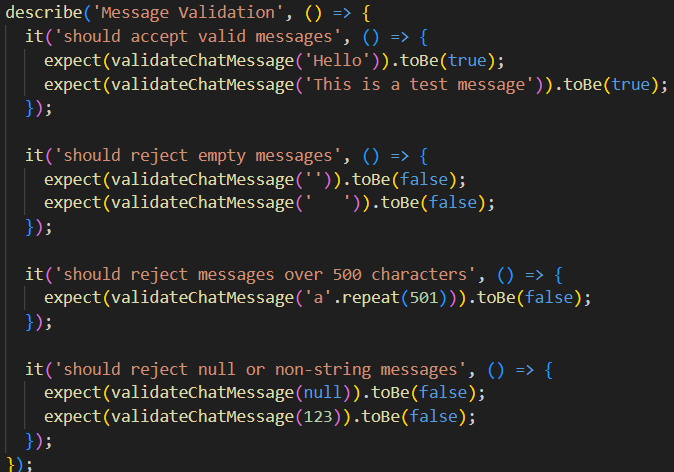 describe('Message Validation', () => {
  it('should accept valid messages', () => {
    expect(validateChatMessage('Hello')).toBe(true);
    expect(validateChatMessage('This is a test message')).toBe(true);
  });

  it('should reject empty messages', () => {
    expect(validateChatMessage('')).toBe(false);
    expect(validateChatMessage('   ')).toBe(false);
  });

  it('should reject messages over 500 characters', () => {
    expect(validateChatMessage('a'.repeat(501))).toBe(false);
  });

  it('should reject null or non-string messages', () => {
    expect(validateChatMessage(null)).toBe(false);
    expect(validateChatMessage(123)).toBe(false);
  });
});